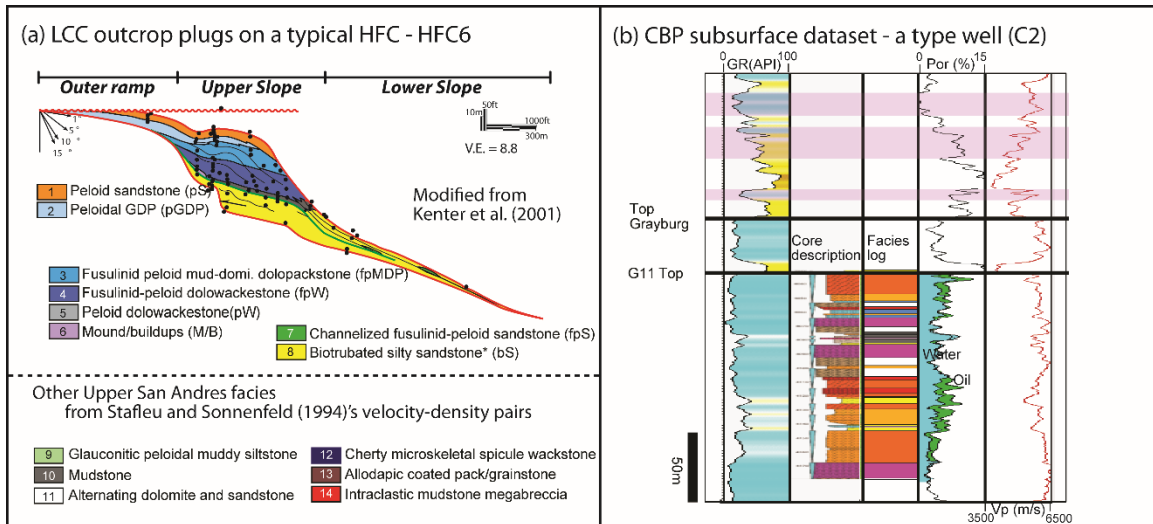 (a) LCC outcrop plugs on a typical HFC - HFC6
Outer ramp
Upper Slope
Lower Slope
1°
5 °
10 °
15 °
50ft
10m
1000ft
300m
V.E. = 8.8
1 Peloid sandstone (pS)
2 Peloidal GDP (pGDP)
Modified from
Kenter et al. (2001)
3 Fusulinid peloid mud-domi. dolopackstone (fpMDP)
4 Fusulinid-peloid dolowackestone (fpW)
5 Peloid dolowackestone(pW)
6 Mound/buildups (M/B)
7 Channelized fusulinid-peloid sandstone (fpS)
8 Biotrubated silty sandstone* (bS)
Other Upper San Andres facies
from Stafleu and Sonnenfeld (1994)'s velocity-density pairs
9 Glauconitic peloidal muddy siltstone
10 Mudstone
11 Alternating dolomite and sandstone
12 Cherty microskeletal spicule wackstone
13 Allodapic coated pack/grainstone
14 Intraclastic mudstone megabreccia
(b) CBP subsurface dataset - a type well (C2)
0 GR(API) 100
0 Por (%) 15
Top
Grayburg
G11 Top
Core
description
Facies
log
Water
Oil
50m
3500 Vp (m/s) 6500